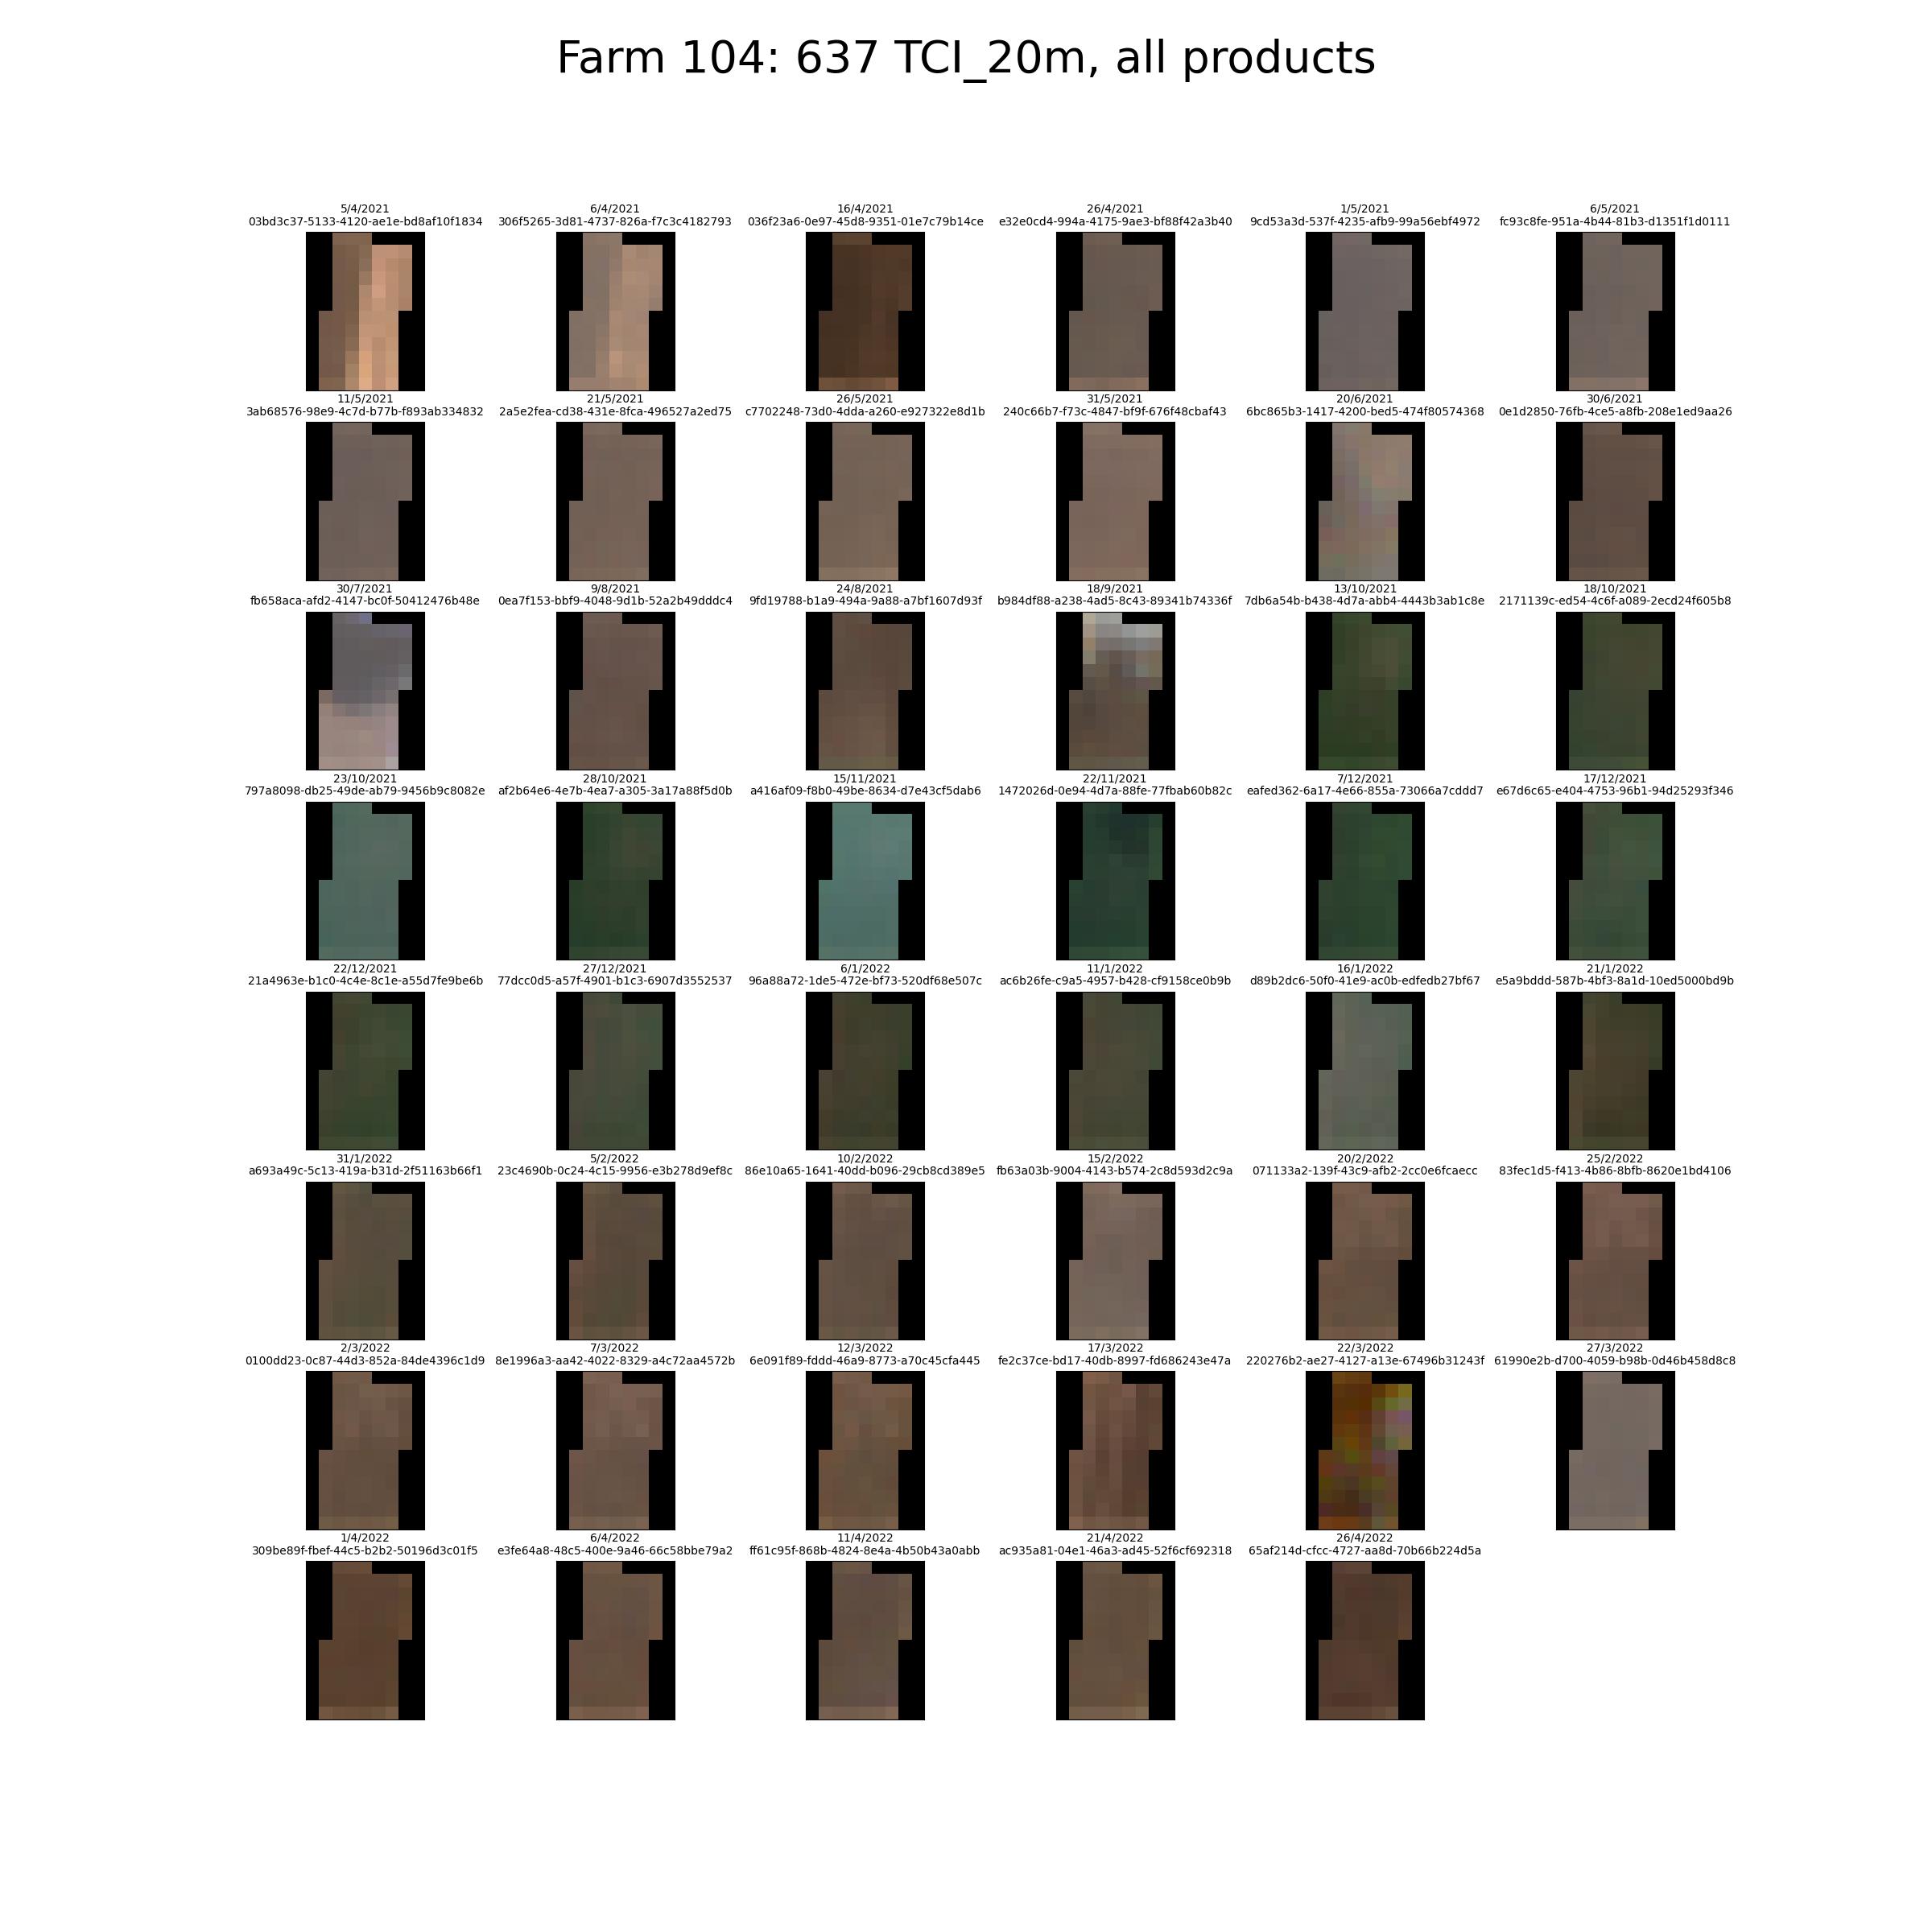 Farm 104: 637 TCI_20m, all products
5/4/2021 6/4/2021 16/4/2021 26/4/2021 1/5/2021 6/5/2021
03bd3c37-5133-4120-ae1e-bd8af10f1834 306f5265-3d81-4737-826a-f7c3c4182793 036f23a6-0e97-45d8-9351-01e7c79b14ce e32e0cd4-994a-4175-9ae3-bf88f42a3b40 9cd53a3d-537f-4235-afb9-99a56ebf4972 fc93c8fe-951a-4b44-81b3-d1351f1d0111
11/5/2021 21/5/2021 26/5/2021 31/5/2021 20/6/2021 30/6/2021
3ab68576-98e9-4c7d-b77b-f893ab334832 2a5e2fea-cd38-431e-8fca-496527a2ed75 c7702248-73d0-4dda-a260-e927322e8d1b 240c66b7-f73c-4847-bf9f-676f48cbaf43 6bc865b3-1417-4200-bed5-474f80574368 0e1d2850-76fb-4ce5-a8fb-208e1ed9aa26
30/7/2021 9/8/2021 24/8/2021 18/9/2021 13/10/2021 18/10/2021
fb658aca-afd2-4147-bc0f-50412476b48e 0ea7f153-bbf9-4048-9d1b-52a2b49dddc4 9fd19788-b1a9-494a-9a88-a7bf1607d93f b984df88-a238-4ad5-8c43-89341b74336f 7db6a54b-b438-4d7a-abb4-4443b3ab1c8e 2171139c-ed54-4c6f-a089-2ecd24f605b8
23/10/2021 28/10/2021 15/11/2021 22/11/2021 7/12/2021 17/12/2021
797a8098-db25-49de-ab79-9456b9c8082e af2b64e6-4e7b-4ea7-a305-3a17a88f5d0b a416af09-f8b0-49be-8634-d7e43cf5dab6 1472026d-0e94-4d7a-88fe-77fbab60b82c eafed362-6a17-4e66-855a-73066a7cddd7 e67d6c65-e404-4753-96b1-94d25293f346
22/12/2021 27/12/2021 6/1/2022 11/1/2022 16/1/2022 21/1/2022
21a4963e-b1c0-4c4e-8c1e-a55d7fe9be6b 77dcc0d5-a57f-4901-b1c3-6907d3552537 96a88a72-1de5-472e-bf73-520df68e507c ac6b26fe-c9a5-4957-b428-cf9158ce0b9b d89b2dc6-50f0-41e9-ac0b-edfedb27bf67 e5a9bddd-587b-4bf3-8a1d-10ed5000bd9b
31/1/2022 5/2/2022 10/2/2022 15/2/2022 20/2/2022 25/2/2022
a693a49c-5c13-419a-b31d-2f51163b66f1 23c4690b-0c24-4c15-9956-e3b278d9ef8c 86e10a65-1641-40dd-b096-29cb8cd389e5 fb63a03b-9004-4143-b574-2c8d593d2c9a 071133a2-139f-43c9-afb2-2cc0e6fcaecc 83fec1d5-f413-4b86-8bfb-8620e1bd4106
2/3/2022 7/3/2022 12/3/2022 17/3/2022 22/3/2022 27/3/2022
0100dd23-0c87-44d3-852a-84de4396c1d9 8e1996a3-aa42-4022-8329-a4c72aa4572b 6e091f89-fddd-46a9-8773-a70c45cfa445 fe2c37ce-bd17-40db-8997-fd686243e47a 220276b2-ae27-4127-a13e-67496b31243f 61990e2b-d700-4059-b98b-0d46b458d8c8
1/4/2022 6/4/2022 11/4/2022 21/4/2022 26/4/2022
309be89f-fbef-44c5-b2b2-50196d3c01f5 e3fe64a8-48c5-400e-9a46-66c58bbe79a2 ff61c95f-868b-4824-8e4a-4b50b43a0abb ac935a81-04e1-46a3-ad45-52f6cf692318 65af214d-cfcc-4727-aa8d-70b66b224d5a